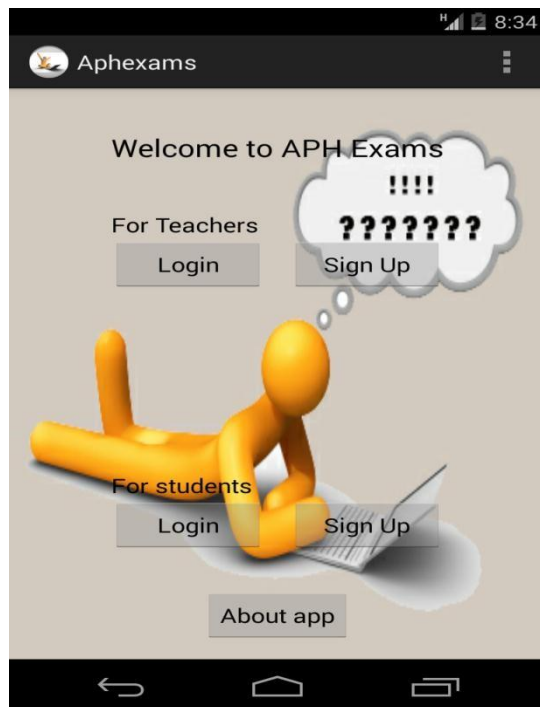 H 8:34
Aphexams
Welcome to APH Exams
!!!!
???????
For Teachers
Login Sign Up
For students
Login Sign Up
About app